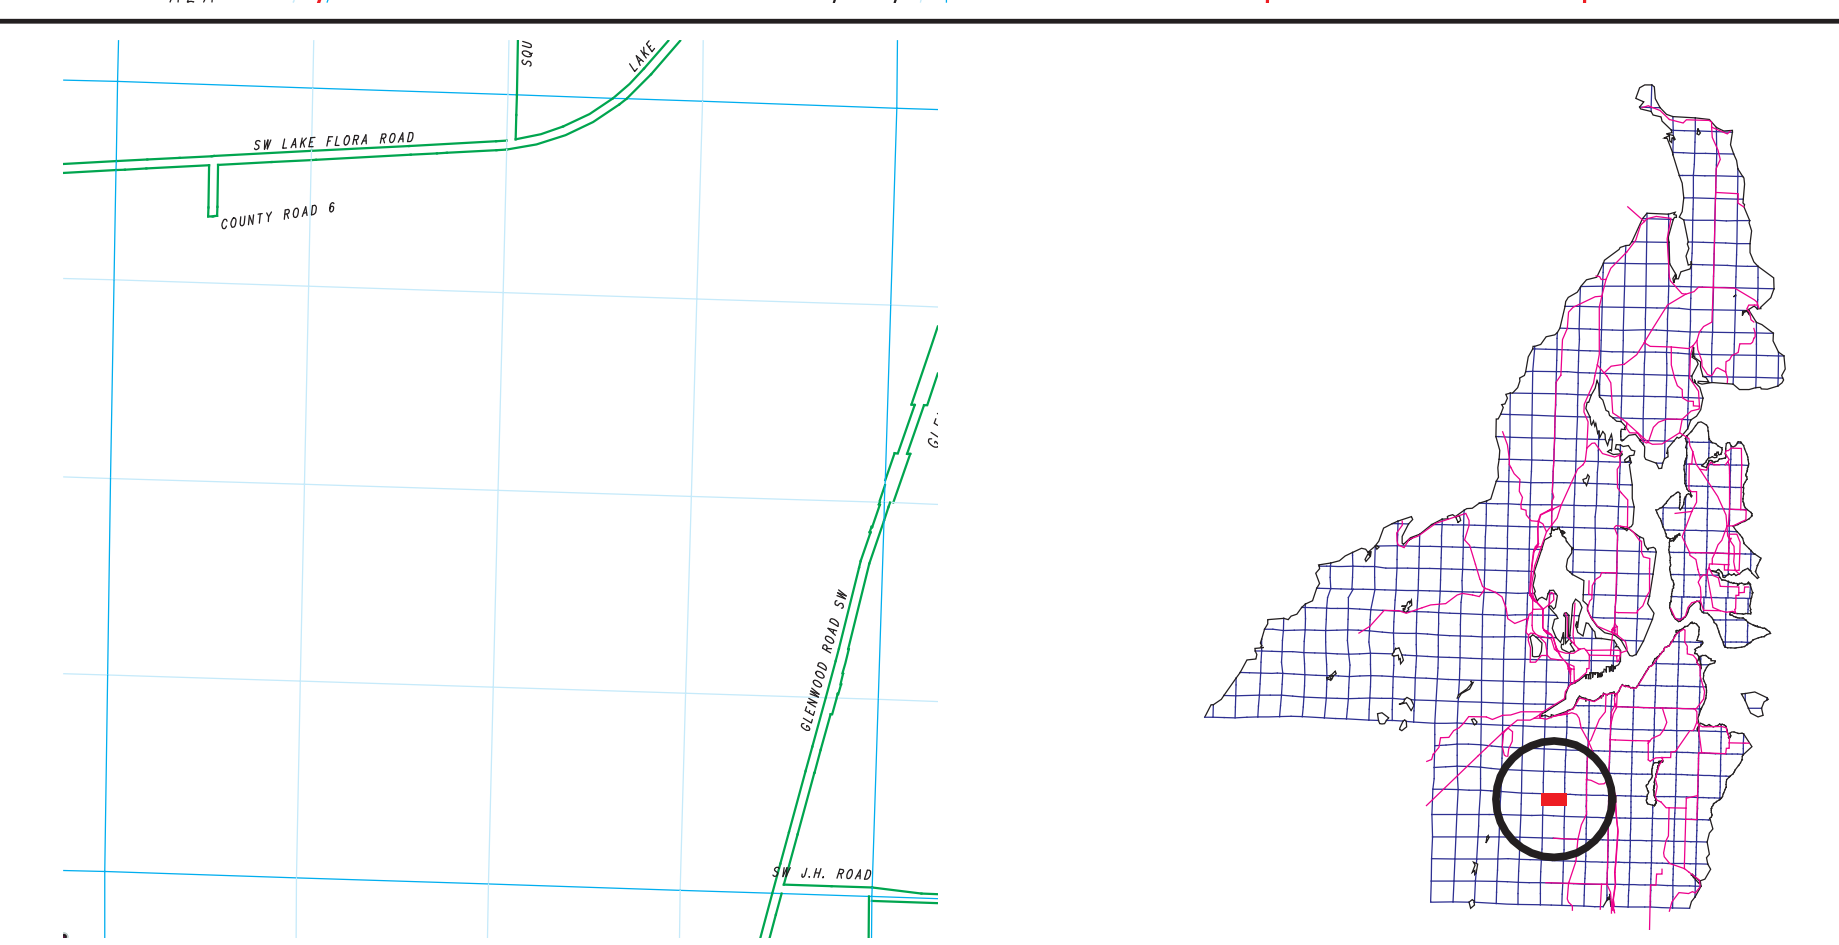 SQU
LAKE
SW LAKE FLORA ROAD
COUNTY ROAD 6
GLENWOOD ROAD SW
SW J.H. ROAD